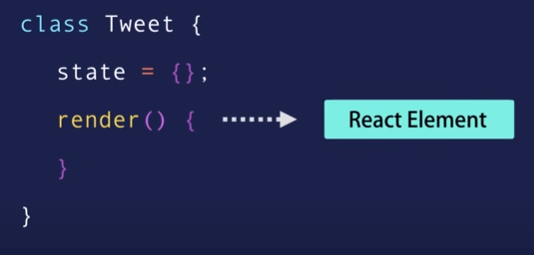 class Tweet {
state = {};
render() { React Element
}
}